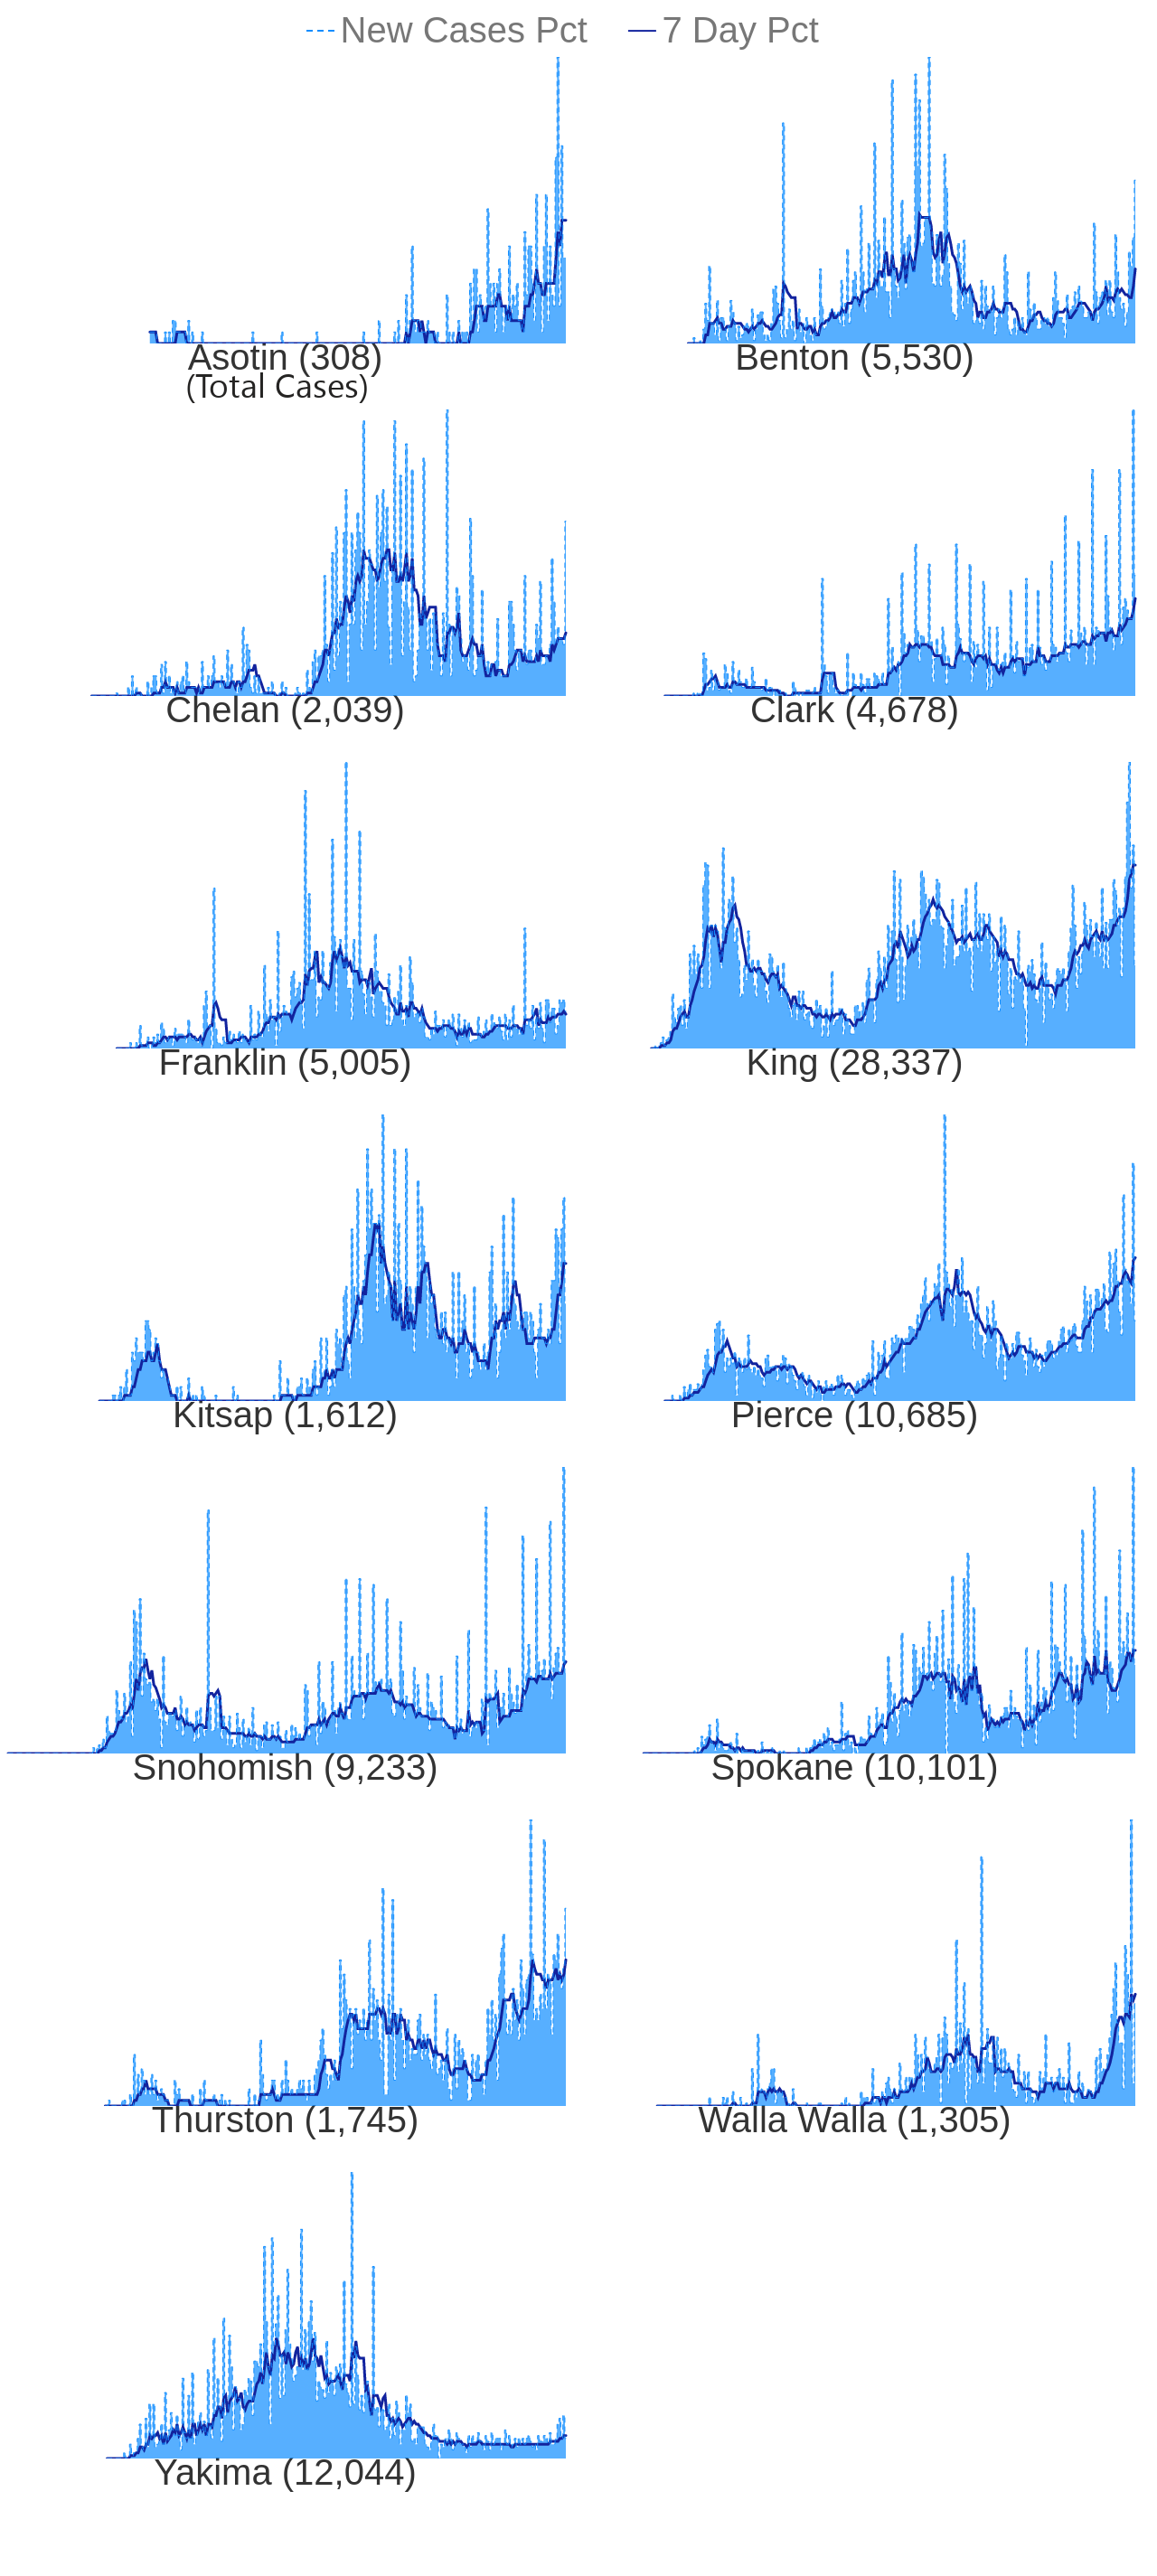 New Cases Pct 7 Day Pct
Asotin (308) Benton (5,530)
(Total Cases)
Chelan (2,039) Clark (4,678)
Franklin (5,005) King (28,337)
Kitsap (1,612) Pierce (10,685)
Snohomish (9,233) Spokane (10,101)
Thurston (1,745) Walla Walla (1,305)
Yakima (12,044)